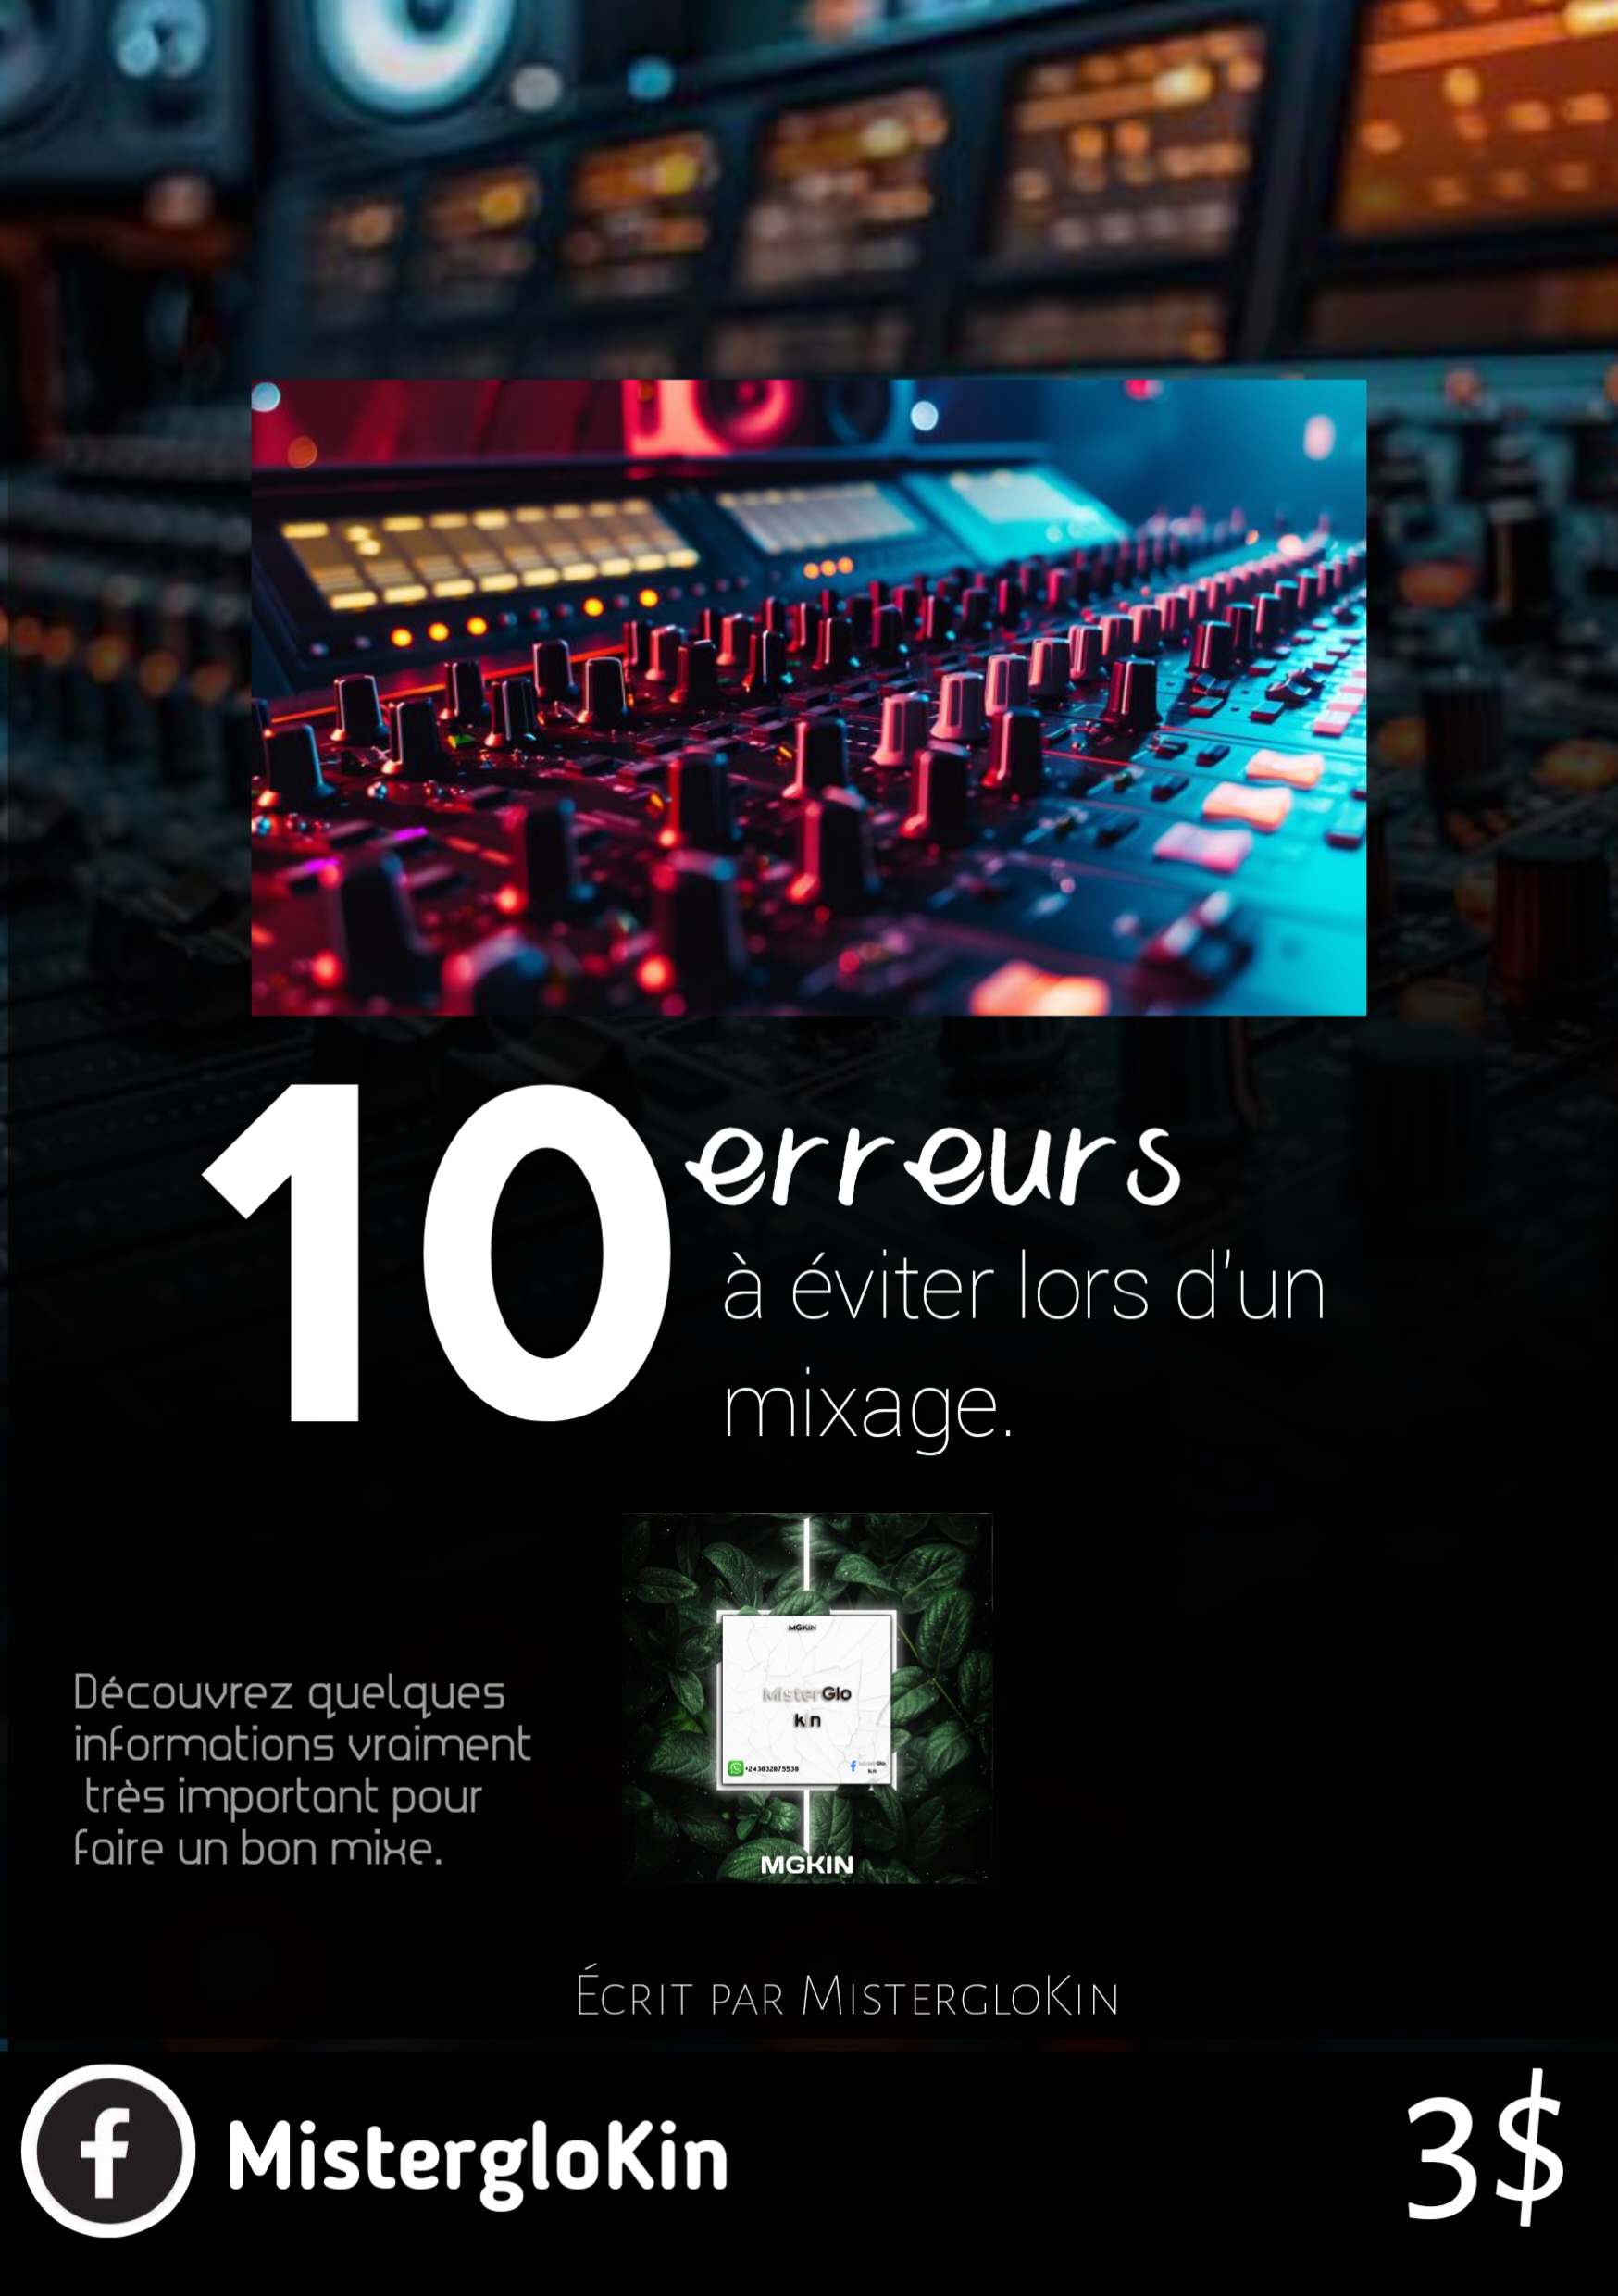 10 erreurs
à éviter lors d'un
mixage.
MGKIN
MisterGlo
kin
MGKIN
Découvrez quelques
informations vraiment
très important pour
faire un bon mixe.
Écrit par MistergloKin
MistergloKin
3$